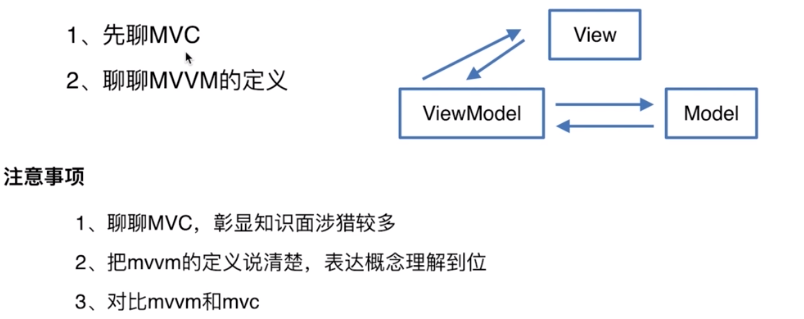 1、先聊MVC
2、聊聊MVVM的定义
View
ViewModel
Model
注意事项
1、聊聊MVC，彰显知识面涉猎较多
2、把mvvm的定义说清楚，表达概念理解到位
3、对比mvvm和mvc